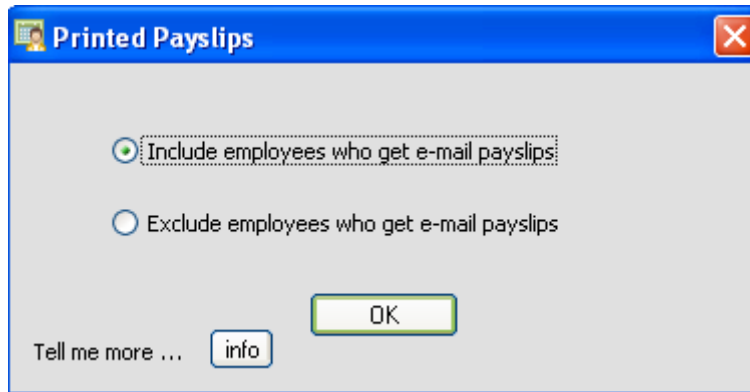 Printed Payslips
Include employees who get e-mail payslips
Exclude employees who get e-mail payslips
OK
Tell me more ... info